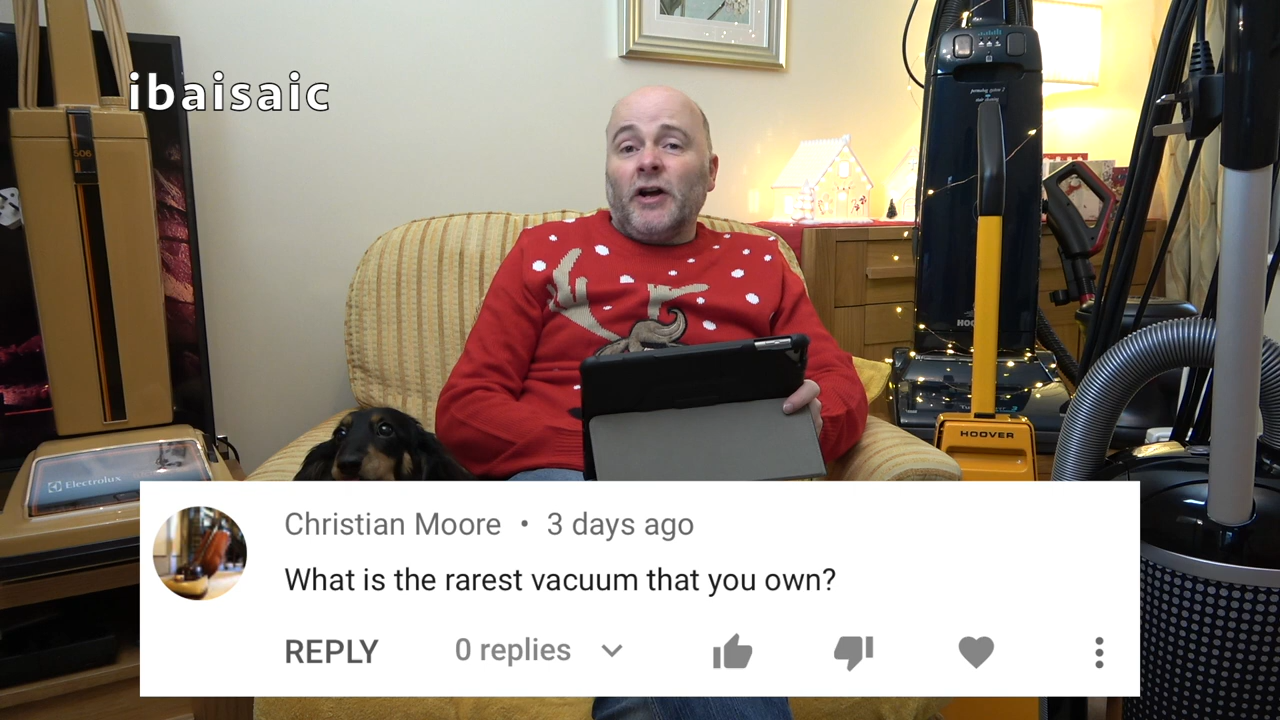 ibaisaic
506
Electrolux
HOOVER
Christian Moore • 3 days ago
What is the rarest vacuum that you own?
REPLY
0 replies